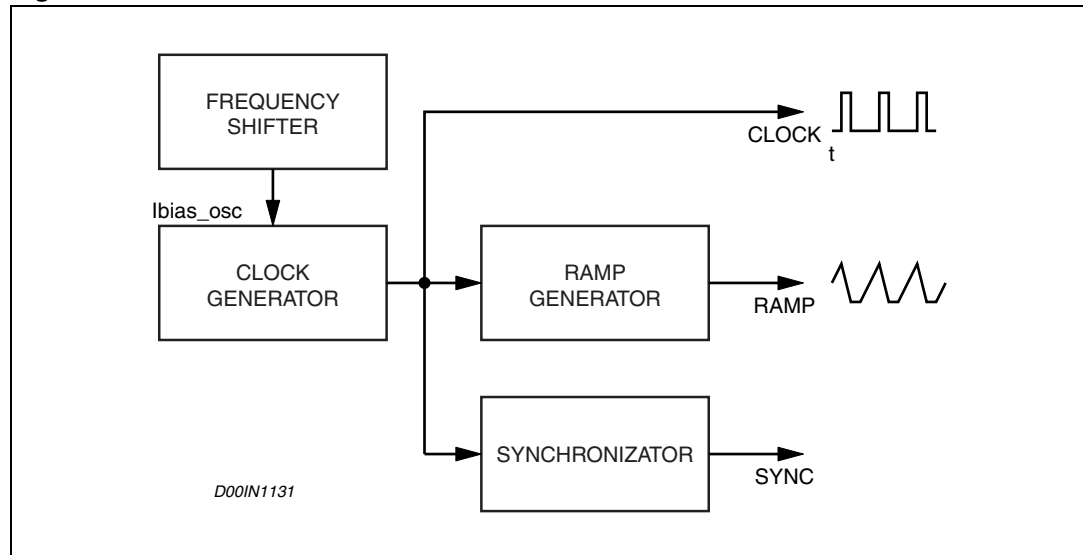 FREQUENCY
SHIFTER
CLOCK
t
Ibias_osc
CLOCK
GENERATOR
RAMP
GENERATOR
RAMP
SYNCHRONIZATOR
SYNC
D00IN1131